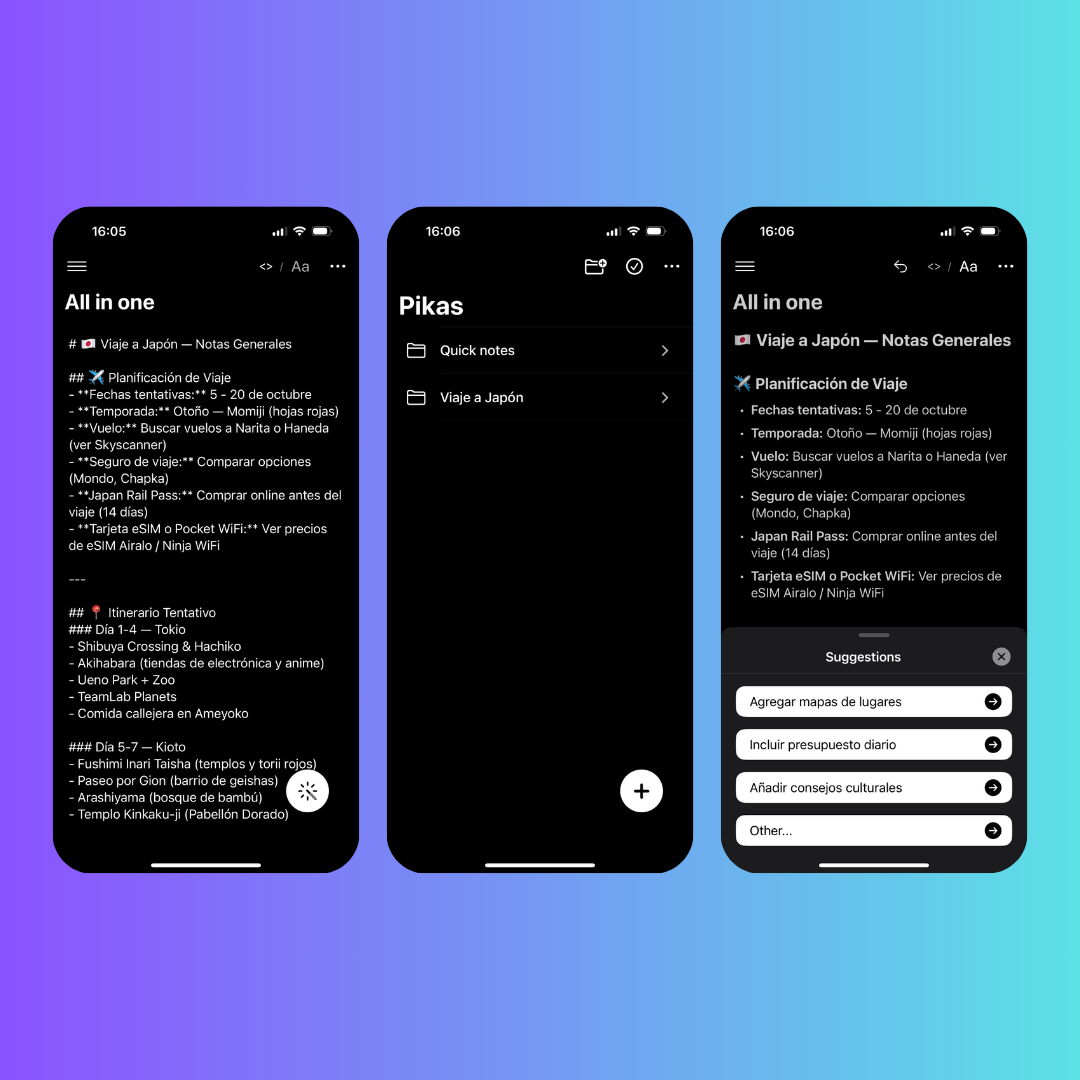 16:05
<> / Aa
All in one
# 🇯🇵 Viaje a Japón — Notas Generales
## ✈️ Planificación de Viaje
- **Fechas tentativas:** 5 - 20 de octubre
- **Temporada:** Otoño — Momiji (hojas rojas)
- **Vuelo:** Buscar vuelos a Narita o Haneda
(ver Skyscanner)
- **Seguro de viaje:** Comparar opciones
(Mondo, Chapka)
- **Japan Rail Pass:** Comprar online antes del
viaje (14 días)
- **Tarjeta eSIM o Pocket WiFi:** Ver precios
de eSIM Airalo / Ninja WiFi
---
## 📍 Itinerario Tentativo
### Día 1-4 — Tokio
- Shibuya Crossing & Hachiko
- Akihabara (tiendas de electrónica y anime)
- Ueno Park + Zoo
- TeamLab Planets
- Comida callejera en Ameyoko
### Día 5-7 — Kioto
- Fushimi Inari Taisha (templos y torii rojos)
- Paseo por Gion (barrio de geishas)
- Arashiyama (bosque de bambú)
- Templo Kinkaku-ji (Pabellón Dorado)
16:06
Pikas
Quick notes
Viaje a Japón
16:06
<> / Aa
All in one
🇯🇵 Viaje a Japón — Notas Generales
✈️ Planificación de Viaje
• Fechas tentativas: 5 - 20 de octubre
• Temporada: Otoño — Momiji (hojas rojas)
• Vuelo: Buscar vuelos a Narita o Haneda (ver
Skyscanner)
• Seguro de viaje: Comparar opciones
(Mondo, Chapka)
• Japan Rail Pass: Comprar online antes del
viaje (14 días)
• Tarjeta eSIM o Pocket WiFi: Ver precios de
eSIM Airalo / Ninja WiFi
Suggestions
Agregar mapas de lugares
Incluir presupuesto diario
Añadir consejos culturales
Other...